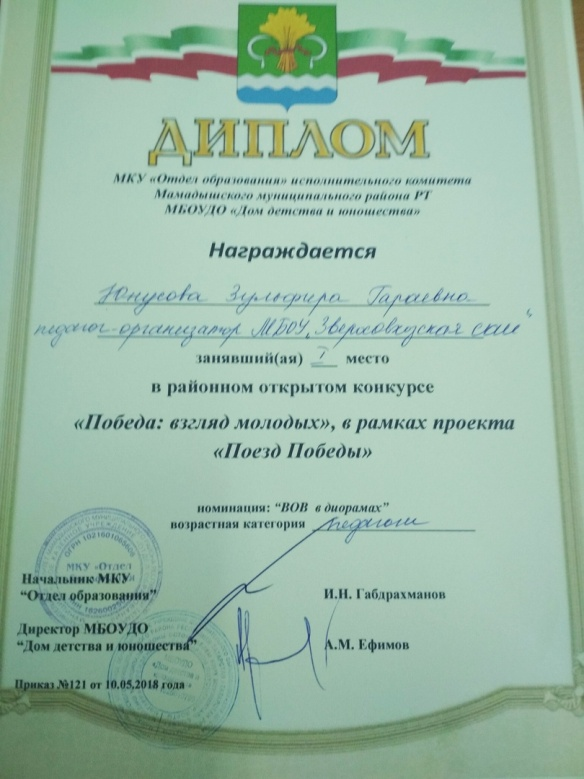 ДИПЛОМ
МКУ «Отдел образования» исполнительного комитета
Мамадышского муниципального района РТ
МБОУДО «Дом детства и юношества»
Награждается
Юнусова Зульфира Гараевна
педагог-организатор МБОУ
занявший(ая) I место
в районном открытом конкурсе
«Победа: взгляд молодых», в рамках проекта
«Поезд Победы»
номинация: "ВОВ в диорамах"
возрастная категория педагоги
ОГРН
МКУ «Отдел
Начальник МКУ
"Отдел образования"
И.Н. Габдрахманов
Директор МБОУДО
"Дом детства и юношества"
А.М. Ефимов
Приказ №121 от 10.05.2018 года